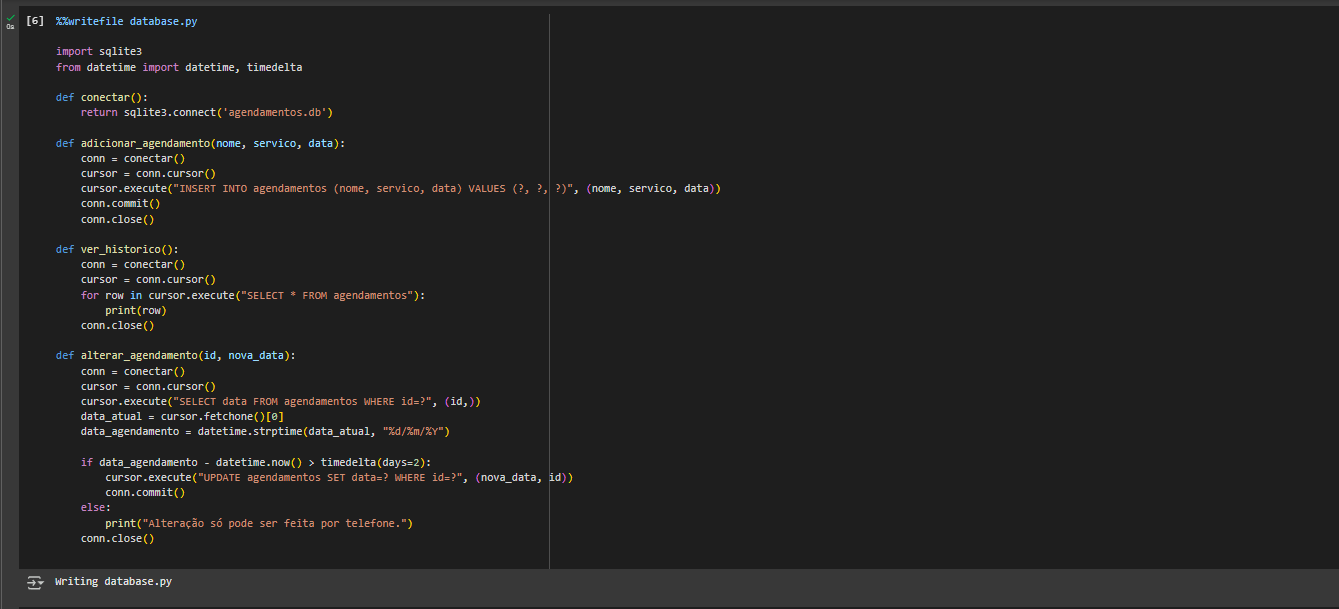 [6] %%writefile database.py
0s
import sqlite3
from datetime import datetime, timedelta
def conectar():
    return sqlite3.connect('agendamentos.db')
def adicionar_agendamento(nome, servico, data):
    conn = conectar()
    cursor = conn.cursor()
    cursor.execute("INSERT INTO agendamentos (nome, servico, data) VALUES (?, ?, ?)", (nome, servico, data))
    conn.commit()
    conn.close()
def ver_historico():
    conn = conectar()
    cursor = conn.cursor()
    for row in cursor.execute("SELECT * FROM agendamentos"):
        print(row)
    conn.close()
def alterar_agendamento(id, nova_data):
    conn = conectar()
    cursor = conn.cursor()
    cursor.execute("SELECT data FROM agendamentos WHERE id=?", (id,))
    data_atual = cursor.fetchone()[0]
    data_agendamento = datetime.strptime(data_atual, "%d/%m/%Y")
    if data_agendamento - datetime.now() > timedelta(days=2):
        cursor.execute("UPDATE agendamentos SET data=? WHERE id=?", (nova_data, id))
        conn.commit()
    else:
        print("Alteração só pode ser feita por telefone.")
    conn.close()
Writing database.py